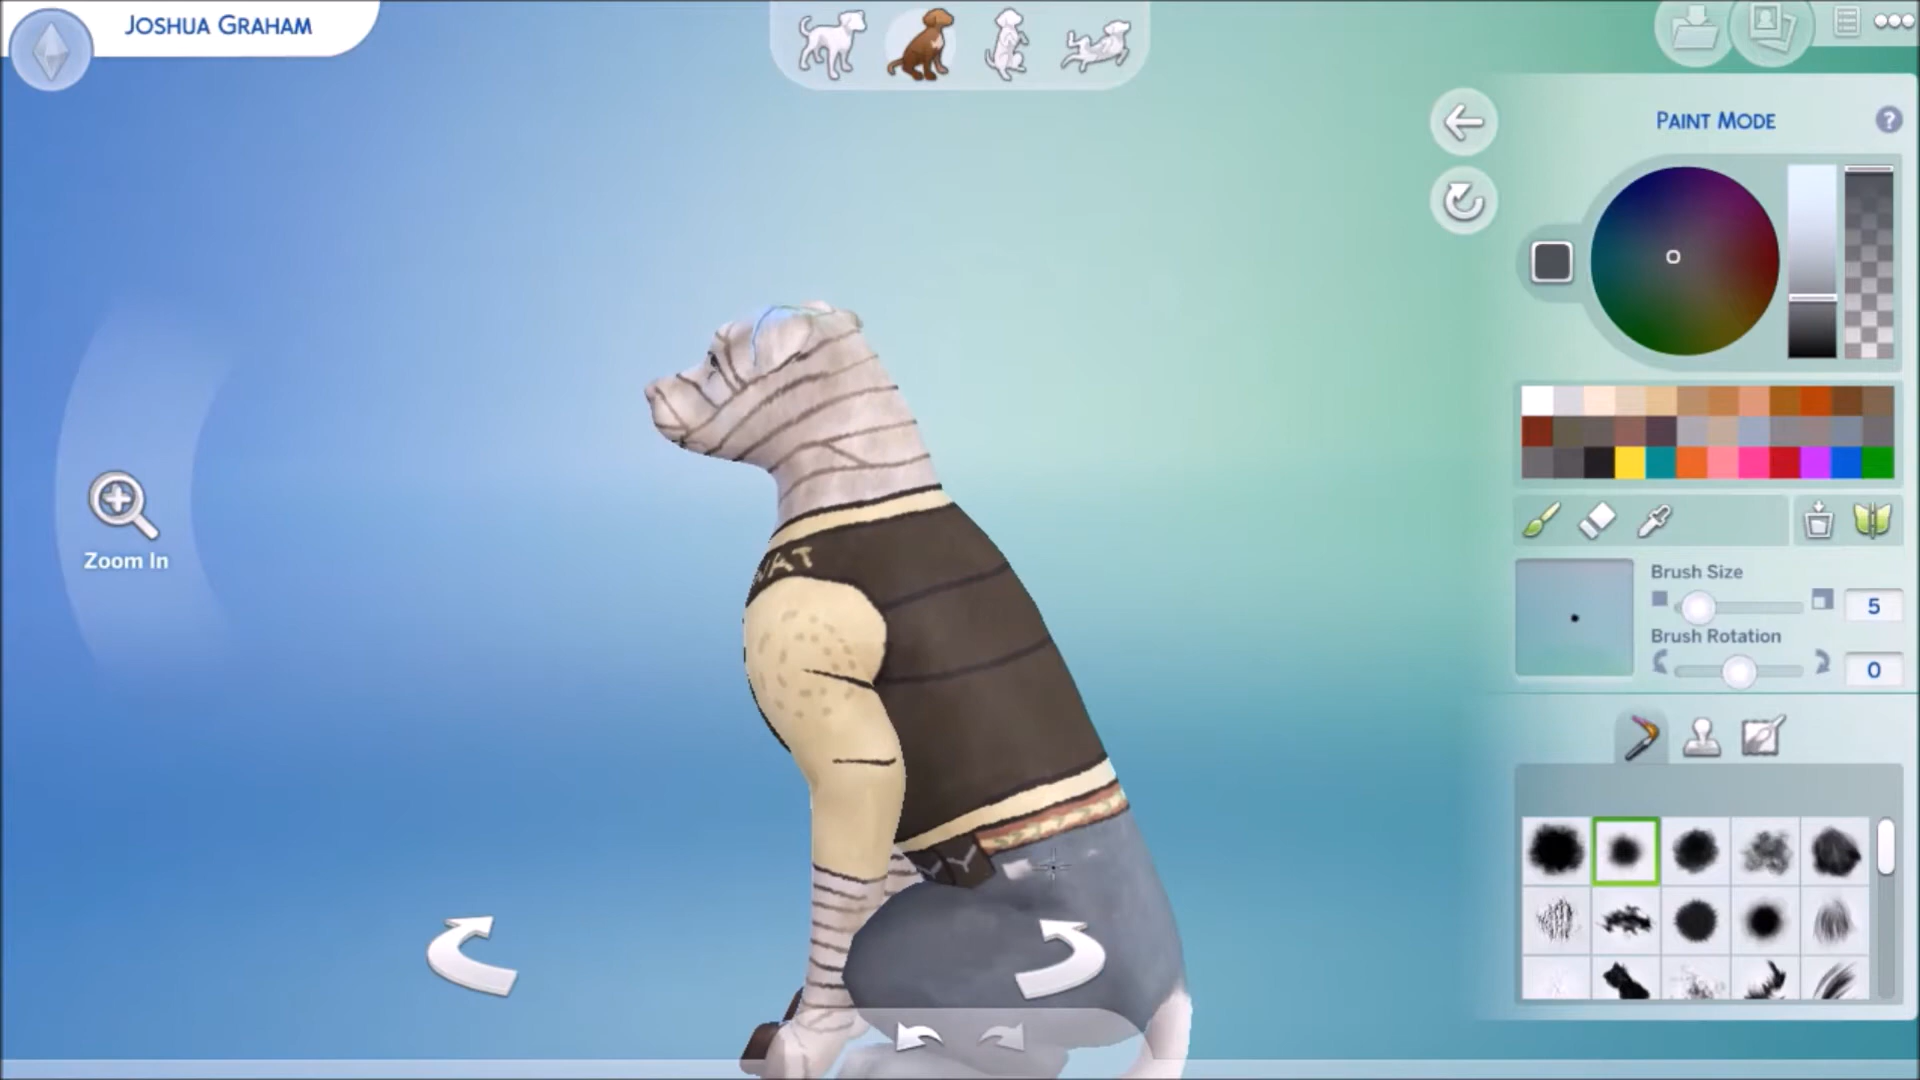 JOSHUA GRAHAM
PAINT MODE
?
Zoom In
Brush Size
5
Brush Rotation
0